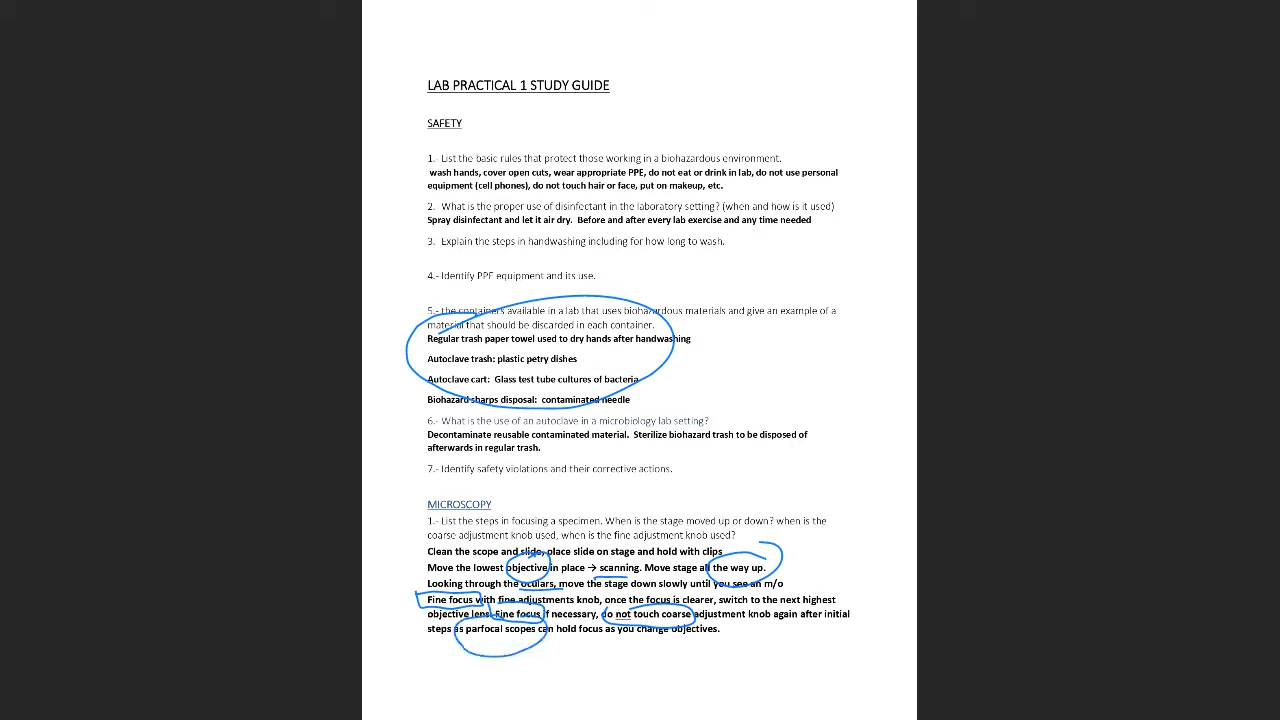 LAB PRACTICAL 1 STUDY GUIDE
SAFETY
1.- List the basic rules that protect those working in a biohazardous environment.
wash hands, cover open cuts, wear appropriate PPE, do not eat or drink in lab, do not use personal
equipment (cell phones), do not touch hair or face, put on makeup, etc.
2. What is the proper use of disinfectant in the laboratory setting? (when and how is it used)
Spray disinfectant and let it air dry. Before and after every lab exercise and any time needed
3. Explain the steps in handwashing including for how long to wash.
4.- Identify PPE equipment and its use.
5.- the containers available in a lab that uses biohazardous materials and give an example of a
material that should be discarded in each container.
Regular trash paper towel used to dry hands after handwashing
Autoclave trash: plastic petry dishes
Autoclave cart: Glass test tube cultures of bacteria
Biohazard sharps disposal: contaminated needle
6.- What is the use of an autoclave in a microbiology lab setting?
Decontaminate reusable contaminated material. Sterilize biohazard trash to be disposed of
afterwards in regular trash.
7.- Identify safety violations and their corrective actions.
MICROSCOPY
1.- List the steps in focusing a specimen. When is the stage moved up or down? when is the
coarse adjustment knob used, when is the fine adjustment knob used?
Clean the scope and slide, place slide on stage and hold with clips
Move the lowest objective in place → scanning. Move stage all the way up.
Looking through the oculars, move the stage down slowly until you see an m/o
Fine focus with fine adjustments knob, once the focus is clearer, switch to the next highest
objective lens. Fine focus if necessary, do not touch coarse adjustment knob again after initial
steps as parfocal scopes can hold focus as you change objectives.